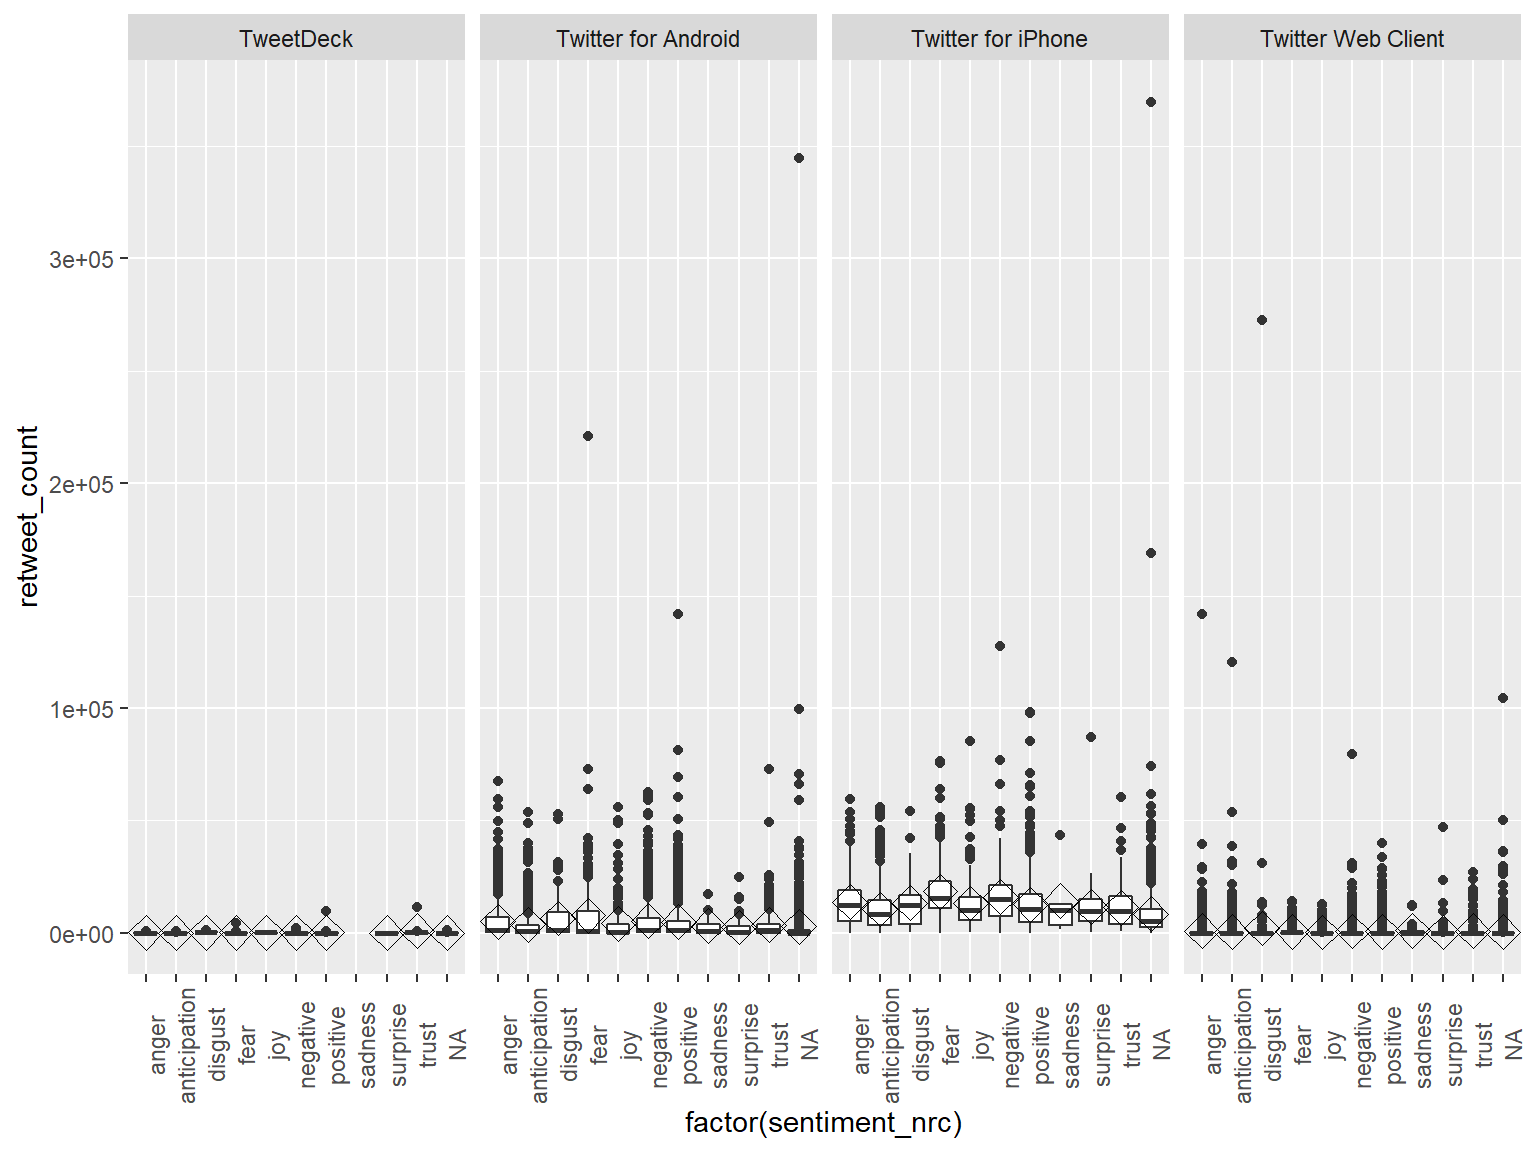 TweetDeck
Twitter for Android
Twitter for iPhone
Twitter Web Client
retweet_count
3e+05
2e+05
1e+05
0e+00
anger
anticipation
disgust
fear
joy
negative
positive
sadness
surprise
trust
NA
anger
anticipation
disgust
fear
joy
negative
positive
sadness
surprise
trust
NA
anger
anticipation
disgust
fear
joy
negative
positive
sadness
surprise
trust
NA
anger
anticipation
disgust
fear
joy
negative
positive
sadness
surprise
trust
NA
factor(sentiment_nrc)